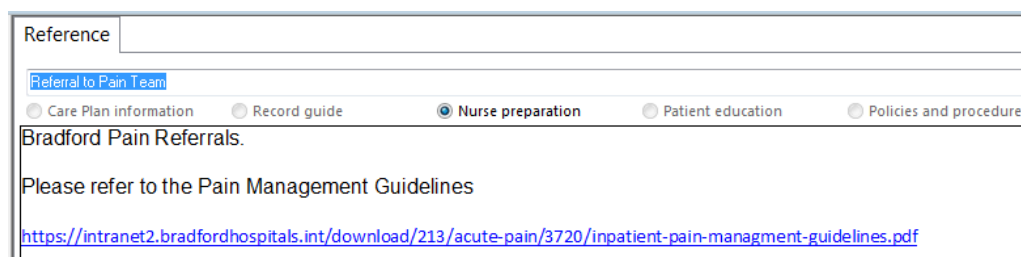 Reference
Referral to Pain Team
Care Plan information Record guide Nurse preparation Patient education Policies and procedure
Bradford Pain Referrals.
Please refer to the Pain Management Guidelines
https://intranet2.bradfordhospitals.int/download/213/acute-pain/3720/inpatient-pain-managment-guidelines.pdf